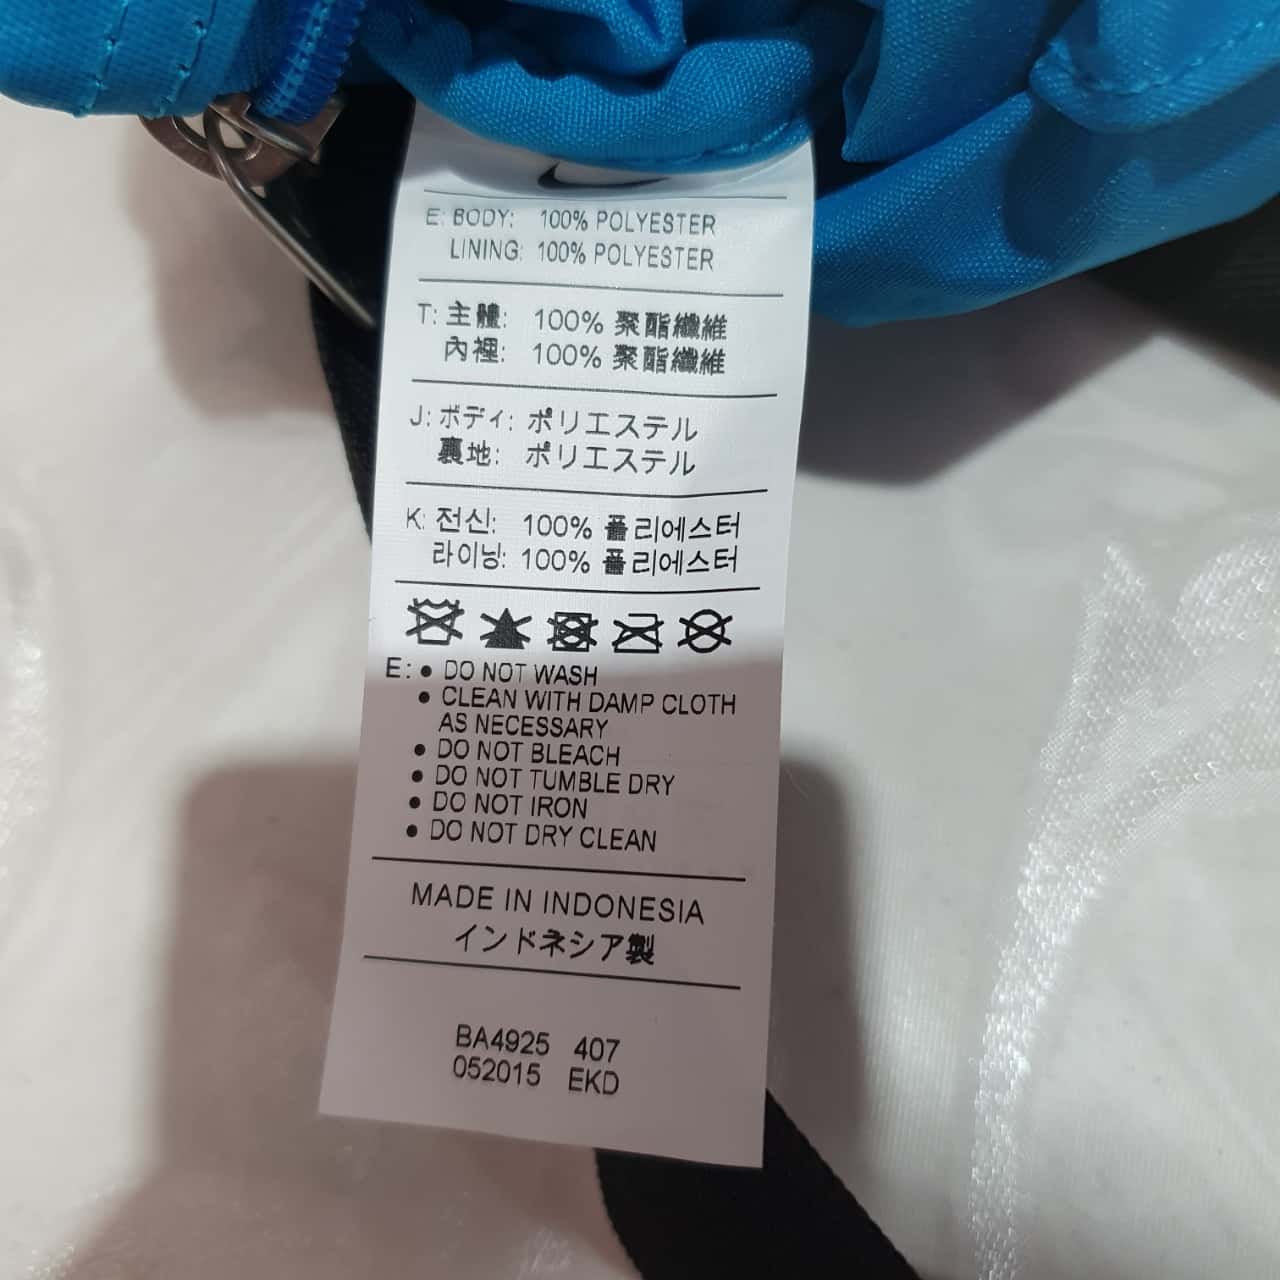 E: BODY: 100% POLYESTER
LINING: 100% POLYESTER
T: 主體: 100% 聚酯纖維
內裡: 100% 聚酯纖維
J: ボディ: ポリエステル
裏地: ポリエステル
K: 전신: 100% 폴리에스터
라이닝: 100% 폴리에스터
E: • DO NOT WASH
• CLEAN WITH DAMP CLOTH
AS NECESSARY
• DO NOT BLEACH
• DO NOT TUMBLE DRY
• DO NOT IRON
• DO NOT DRY CLEAN
MADE IN INDONESIA
インドネシア製
BA4925 407
052015 EKD